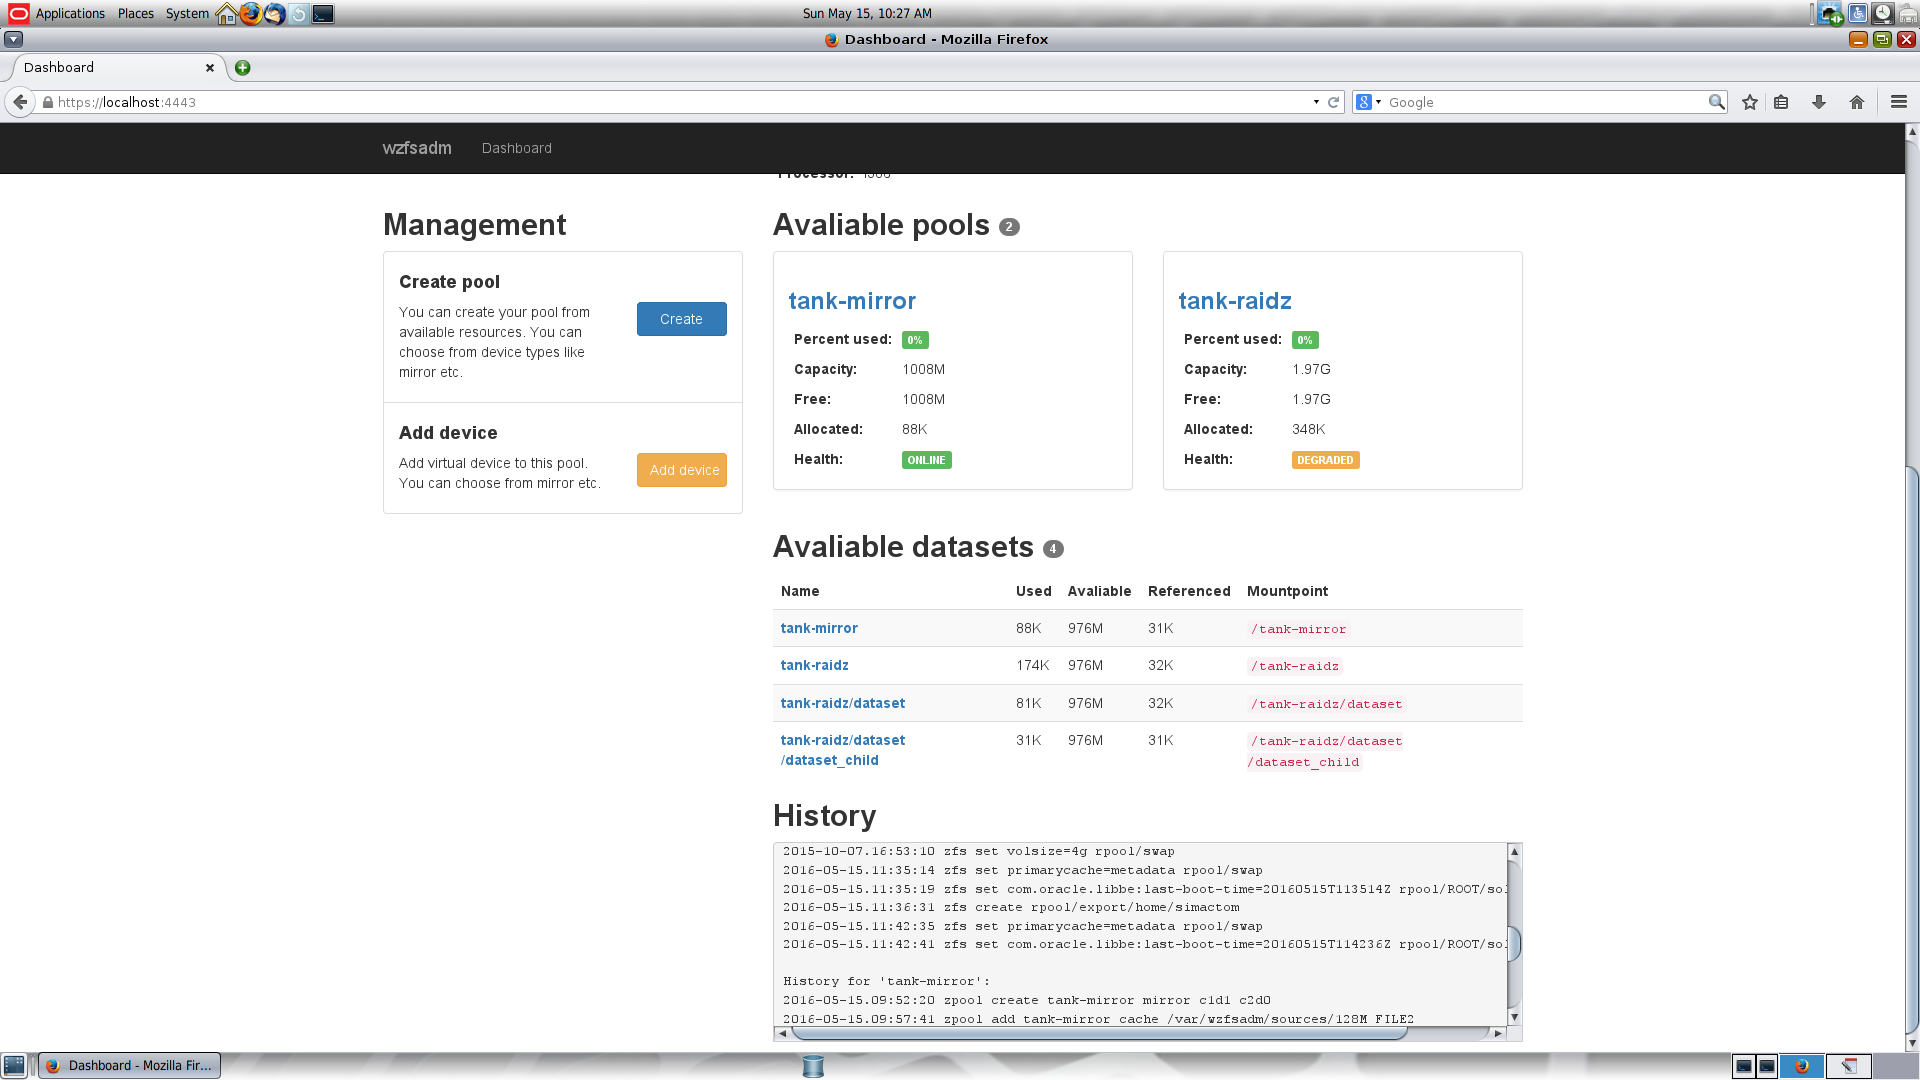 Applications Places System
Sun May 15, 10:27 AM
Dashboard - Mozilla Firefox
Dashboard
https://localhost:4443
Google
wzfsadm Dashboard
Management
Create pool
You can create your pool from
available resources. You can
choose from device types like
mirror etc.
Create
Add device
Add virtual device to this pool.
You can choose from mirror etc.
Add device
Avaliable pools 2
tank-mirror
Percent used: 0%
Capacity: 1008M
Free: 1008M
Allocated: 88K
Health: ONLINE
tank-raidz
Percent used: 0%
Capacity: 1.97G
Free: 1.97G
Allocated: 348K
Health: DEGRADED
Avaliable datasets 4
Name Used Avaliable Referenced Mountpoint
tank-mirror 88K 976M 31K /tank-mirror
tank-raidz 174K 976M 32K /tank-raidz
tank-raidz/dataset 81K 976M 32K /tank-raidz/dataset
tank-raidz/dataset 31K 976M 31K /tank-raidz/dataset
/dataset_child /dataset_child
History
2015-10-07.16:53:10 zfs set volsize=4g rpool/swap
2016-05-15.11:35:14 zfs set primarycache=metadata rpool/swap
2016-05-15.11:35:19 zfs set com.oracle.libbe:last-boot-time=20160515T113514Z rpool/ROOT/sol
2016-05-15.11:36:31 zfs create rpool/export/home/simactom
2016-05-15.11:42:35 zfs set primarycache=metadata rpool/swap
2016-05-15.11:42:41 zfs set com.oracle.libbe:last-boot-time=20160515T114236Z rpool/ROOT/sol
History for 'tank-mirror':
2016-05-15.09:52:20 zpool create tank-mirror mirror c1d1 c2d0
2016-05-15.09:57:41 zpool add tank-mirror cache /var/wzfsadm/sources/128M_FILE2
Dashboard - Mozilla Fir...